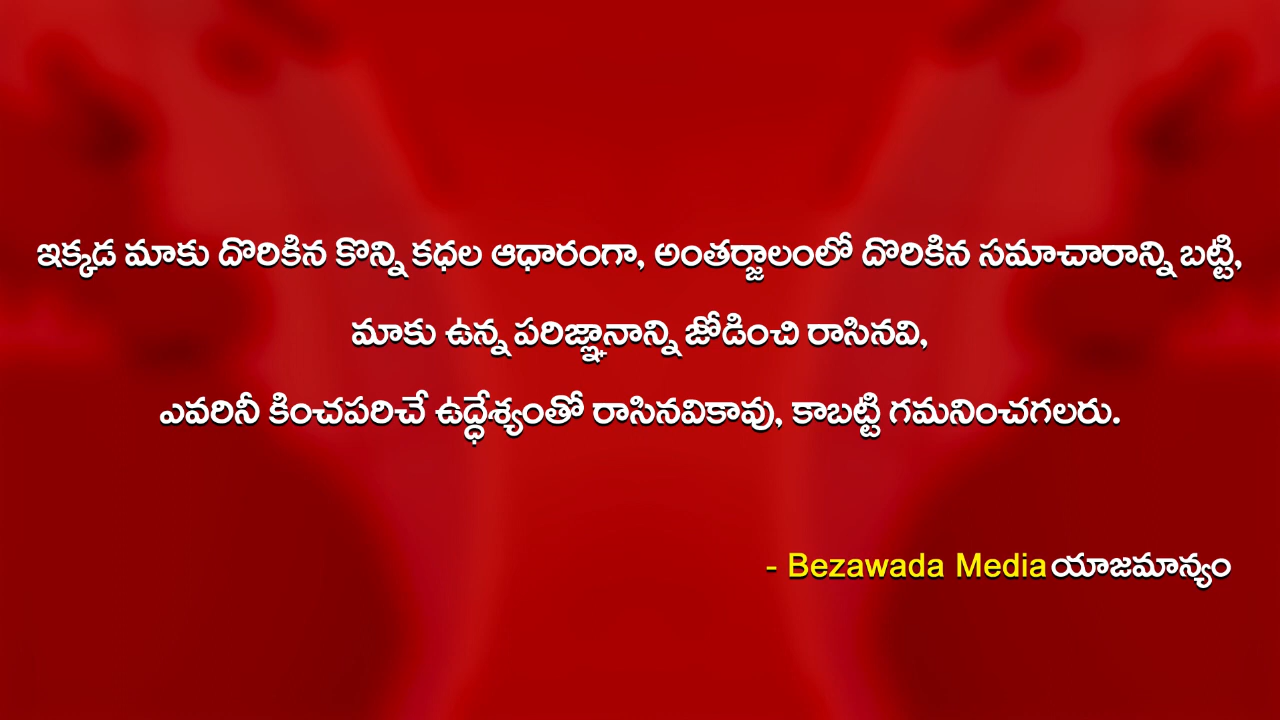 ఇక్కడ మాకు దొరికిన కొన్ని కధల ఆధారంగా, అంతర్జాలంలో దొరికిన సమాచారాన్ని బట్టి,
మాకు ఉన్న పరిజ్ఞానాన్ని జోడించి రాసినవి,
ఎవరినీ కించపరిచే ఉద్ధేశ్యంతో రాసినవికావు, కాబట్టి గమనించగలరు.
- Bezawada Media యాజమాన్యం